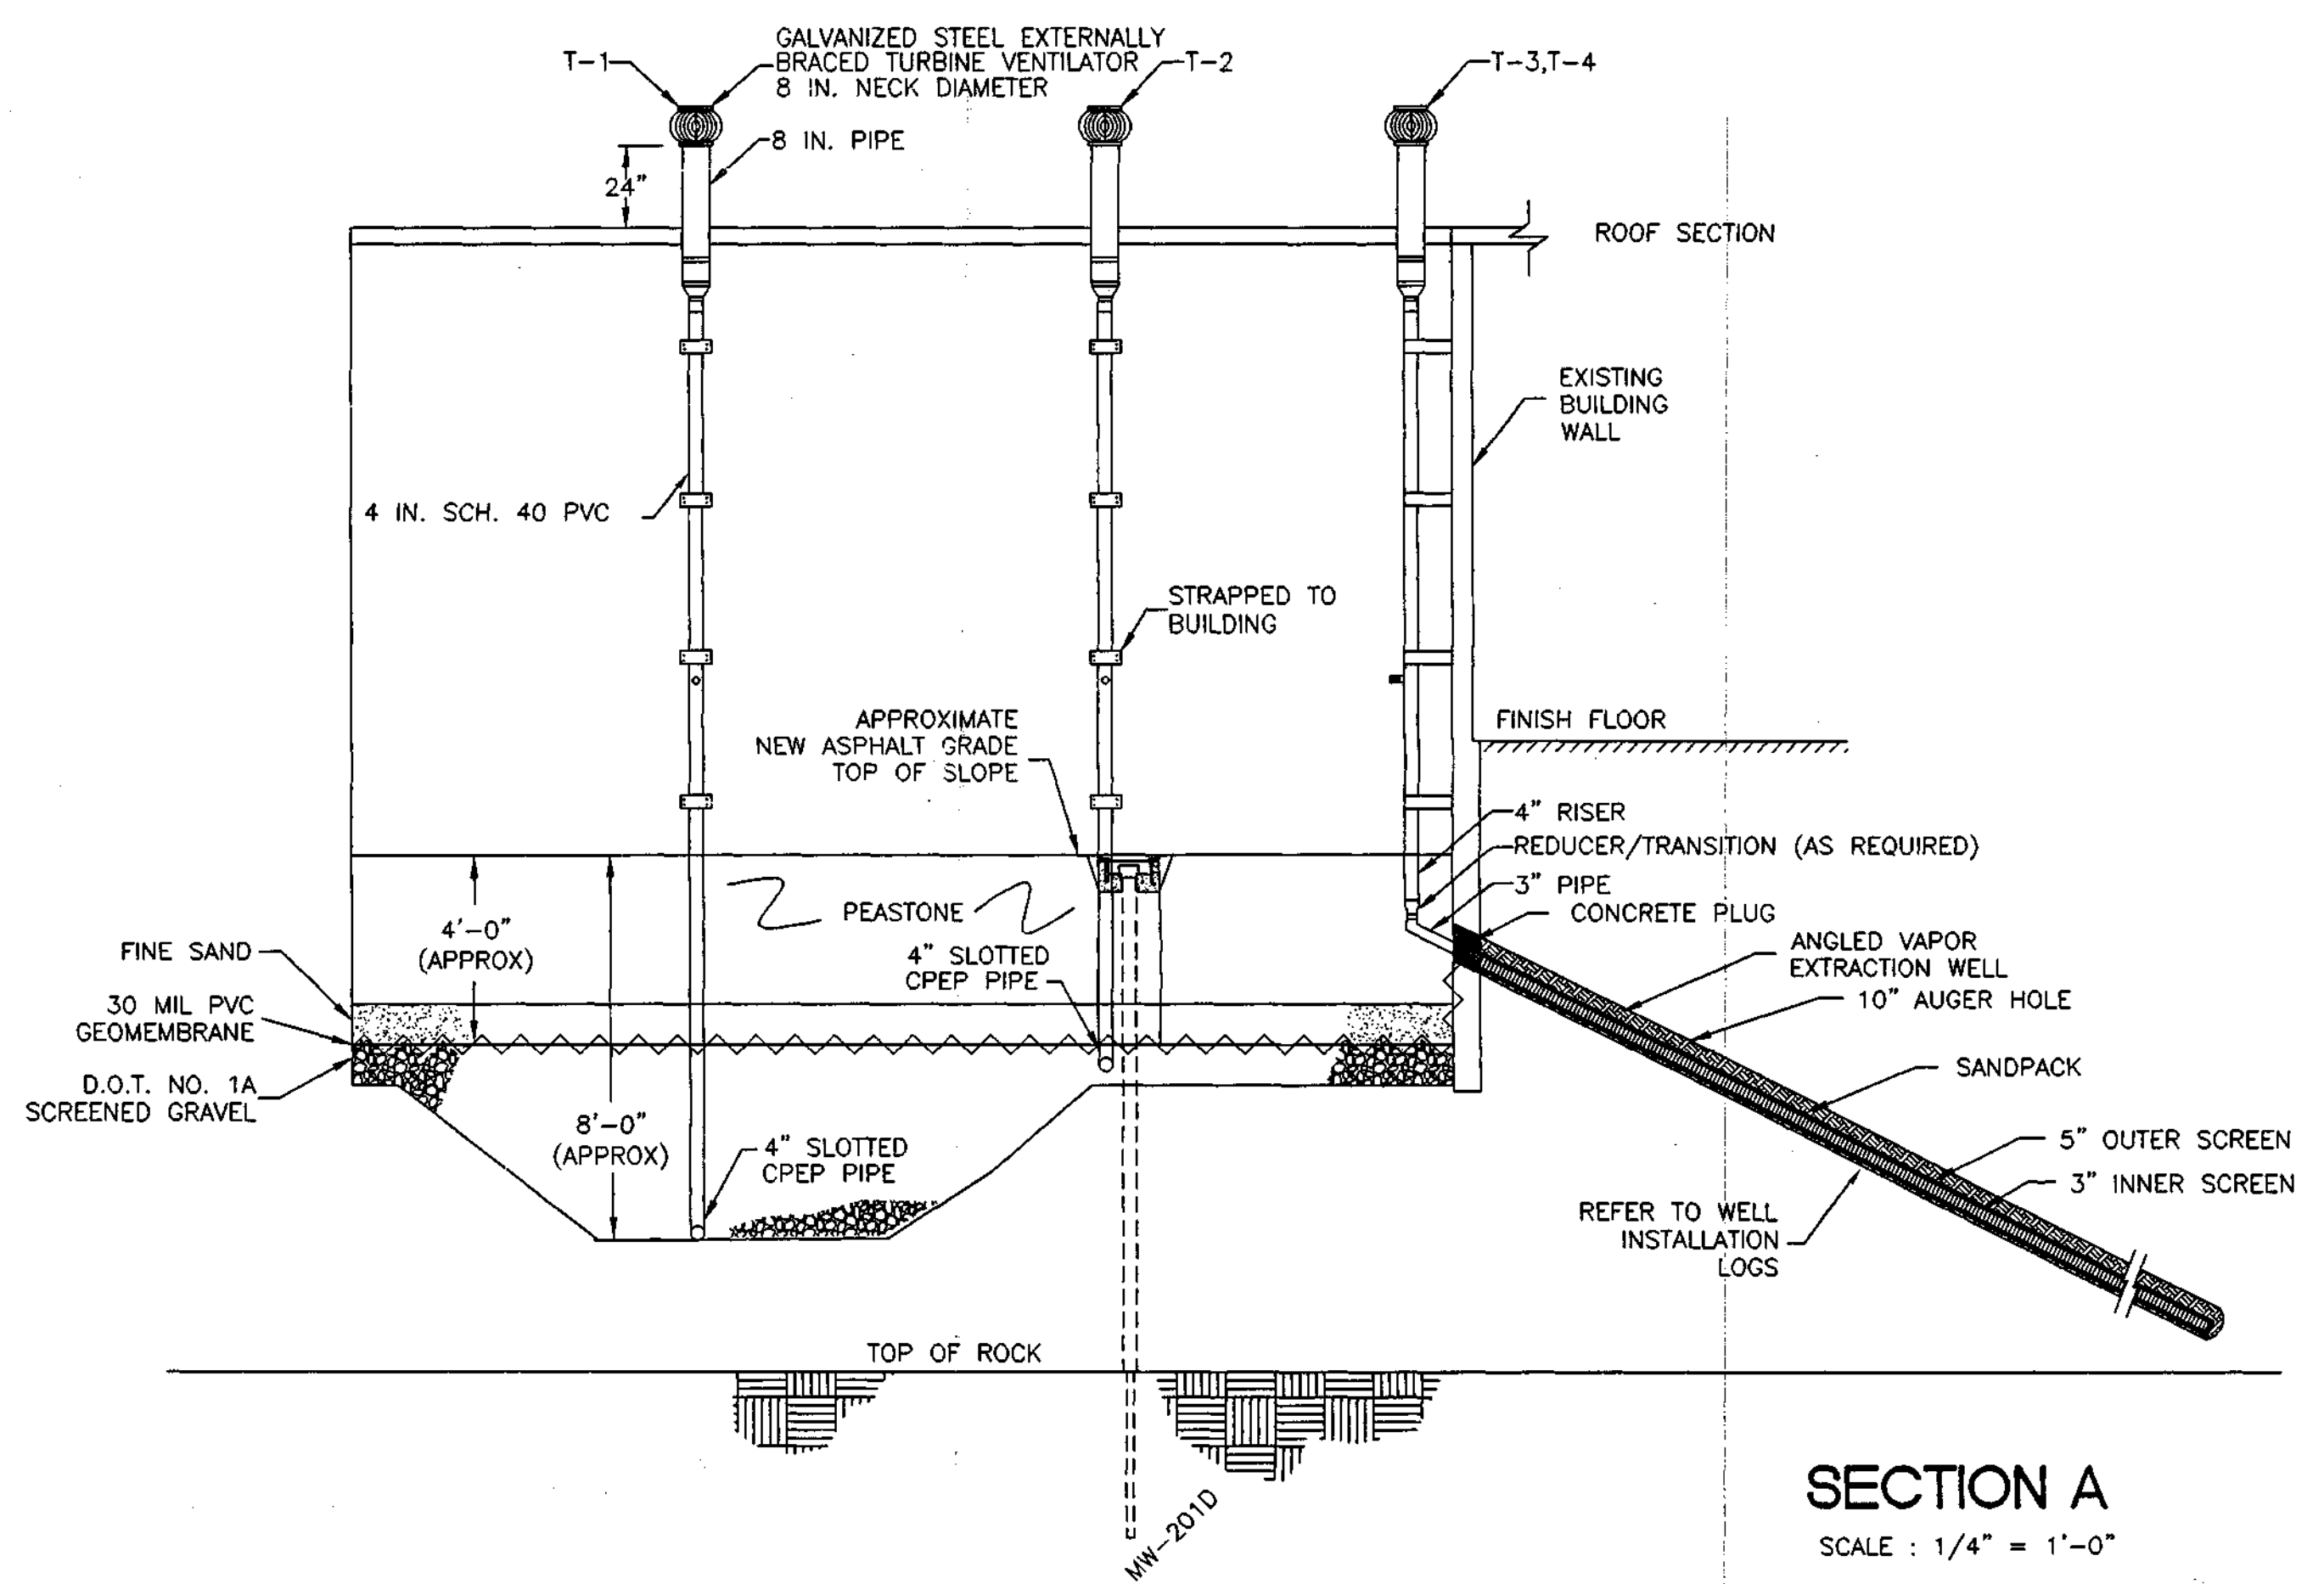 GALVANIZED STEEL EXTERNALLY
BRACED TURBINE VENTILATOR
8 IN. NECK DIAMETER
T-1
T-2
T-3,T-4
8 IN. PIPE
24"
ROOF SECTION
EXISTING
BUILDING
WALL
4 IN. SCH. 40 PVC
STRAPPED TO
BUILDING
APPROXIMATE
NEW ASPHALT GRADE
TOP OF SLOPE
FINISH FLOOR
4" RISER
REDUCER/TRANSITION (AS REQUIRED)
3" PIPE
CONCRETE PLUG
PEASTONE
4'-0"
(APPROX)
FINE SAND
30 MIL PVC
GEOMEMBRANE
D.O.T. NO. 1A
SCREENED GRAVEL
4" SLOTTED
CPEP PIPE
ANGLED VAPOR
EXTRACTION WELL
10" AUGER HOLE
SANDPACK
5" OUTER SCREEN
3" INNER SCREEN
8'-0"
(APPROX)
4" SLOTTED
CPEP PIPE
REFER TO WELL
INSTALLATION
LOGS
TOP OF ROCK
MW-201D
SECTION A
SCALE : 1/4" = 1'-0"